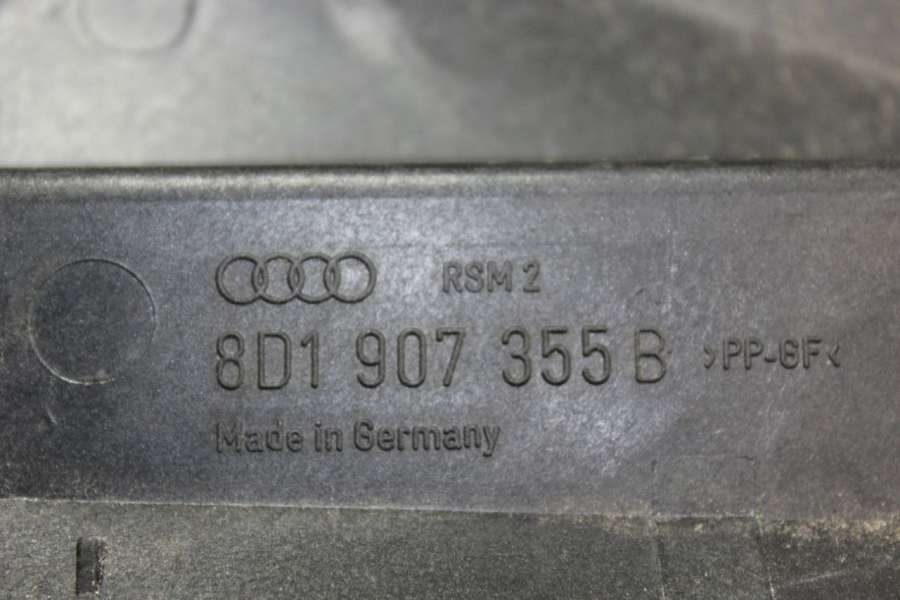 RSM 2
8D1 907 355 B >PP-GF<
Made in Germany